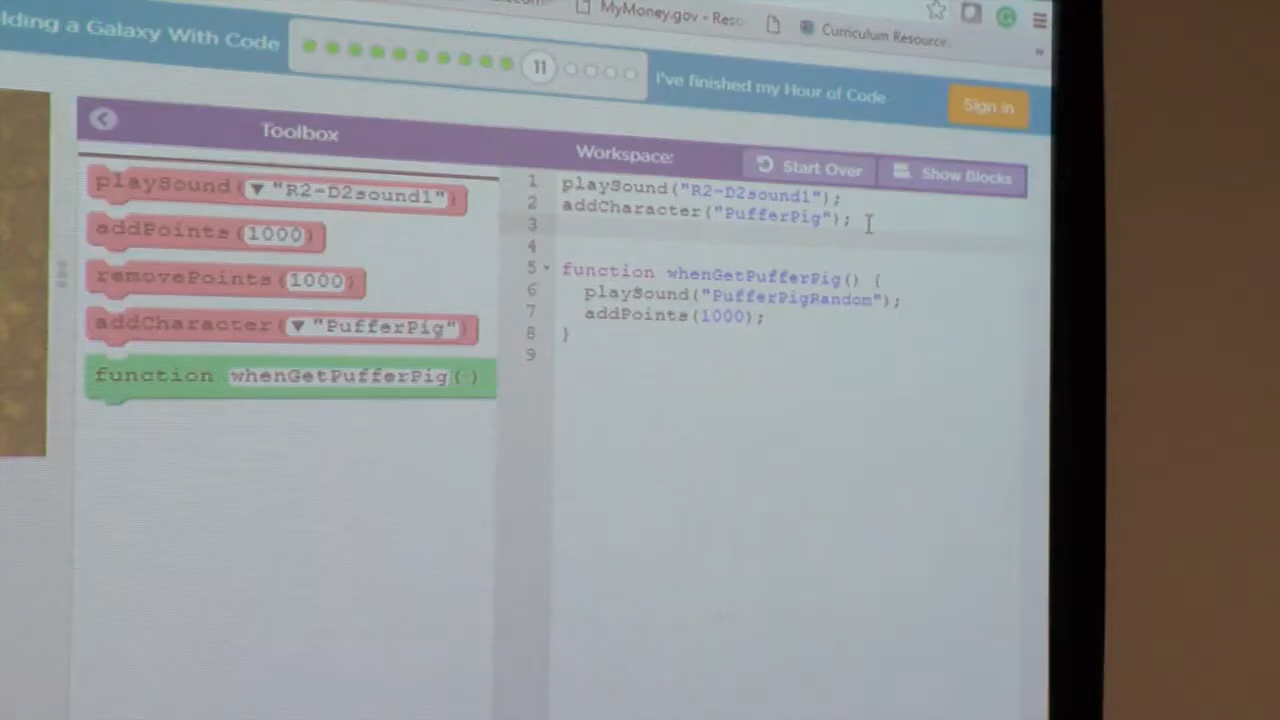 MyMoney.gov - Reso
Curriculum Resource
lding a Galaxy With Code
11
I've finished my Hour of Code
Sign in
Toolbox
Workspace:
Start Over
Show Blocks
playSound(▼"R2-D2sound1")
addPoints(1000)
removePoints(1000)
addCharacter(▼"PufferPig")
function whenGetPufferPig()
1 playSound("R2-D2sound1");
2 addCharacter("PufferPig");
3
4
5 function whenGetPufferPig() {
6 playSound("PufferPigRandom");
7 addPoints(1000);
8 }
9